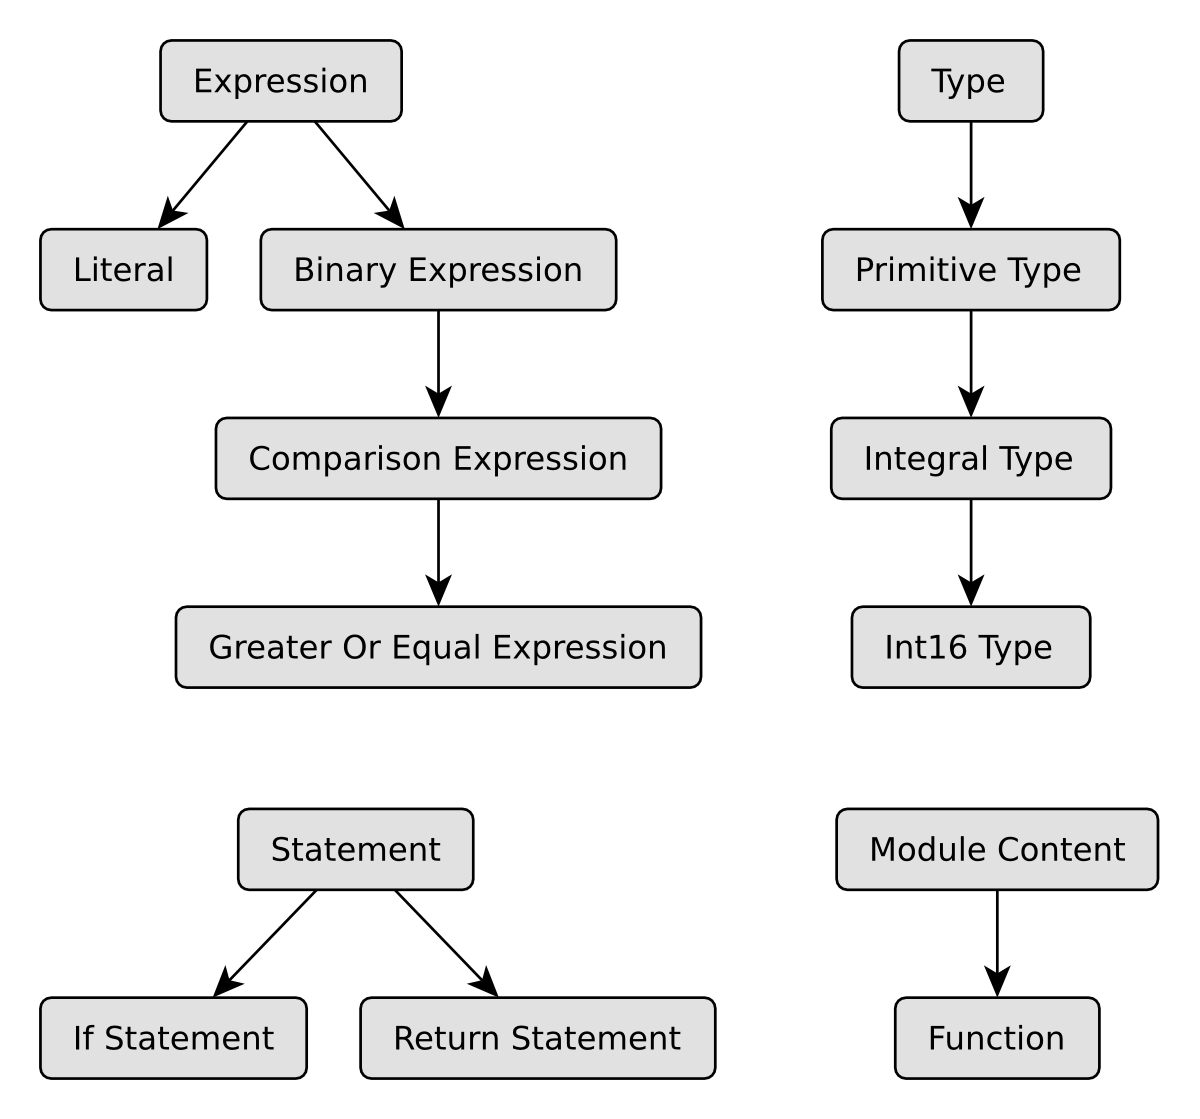 Expression
Type
Literal
Binary Expression
Primitive Type
Comparison Expression
Integral Type
Greater Or Equal Expression
Int16 Type
Statement
Module Content
If Statement
Return Statement
Function